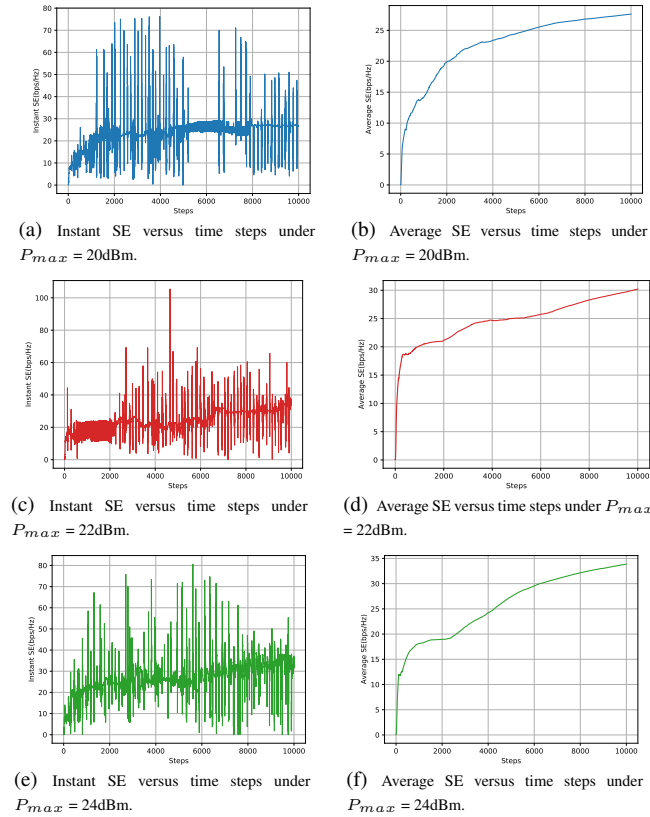 80
70
60
50
40
30
20
10
0
Instant SE(bps/Hz)
0 2000 4000 6000 8000 10000
Steps
25
20
15
10
5
0
Average SE(bps/Hz)
0 2000 4000 6000 8000 10000
Steps
(a) Instant SE versus time steps under
P_max = 20dBm.
(b) Average SE versus time steps under
P_max = 20dBm.
100
80
60
40
20
0
Instant SE(bps/Hz)
0 2000 4000 6000 8000 10000
Steps
30
25
20
15
10
5
0
Average SE(bps/Hz)
0 2000 4000 6000 8000 10000
Steps
(c) Instant SE versus time steps under
P_max = 22dBm.
(d) Average SE versus time steps under P_max
= 22dBm.
80
70
60
50
40
30
20
10
0
Instant SE(bps/Hz)
0 2000 4000 6000 8000 10000
Steps
35
30
25
20
15
10
5
0
Average SE(bps/Hz)
0 2000 4000 6000 8000 10000
Steps
(e) Instant SE versus time steps under
P_max = 24dBm.
(f) Average SE versus time steps under
P_max = 24dBm.